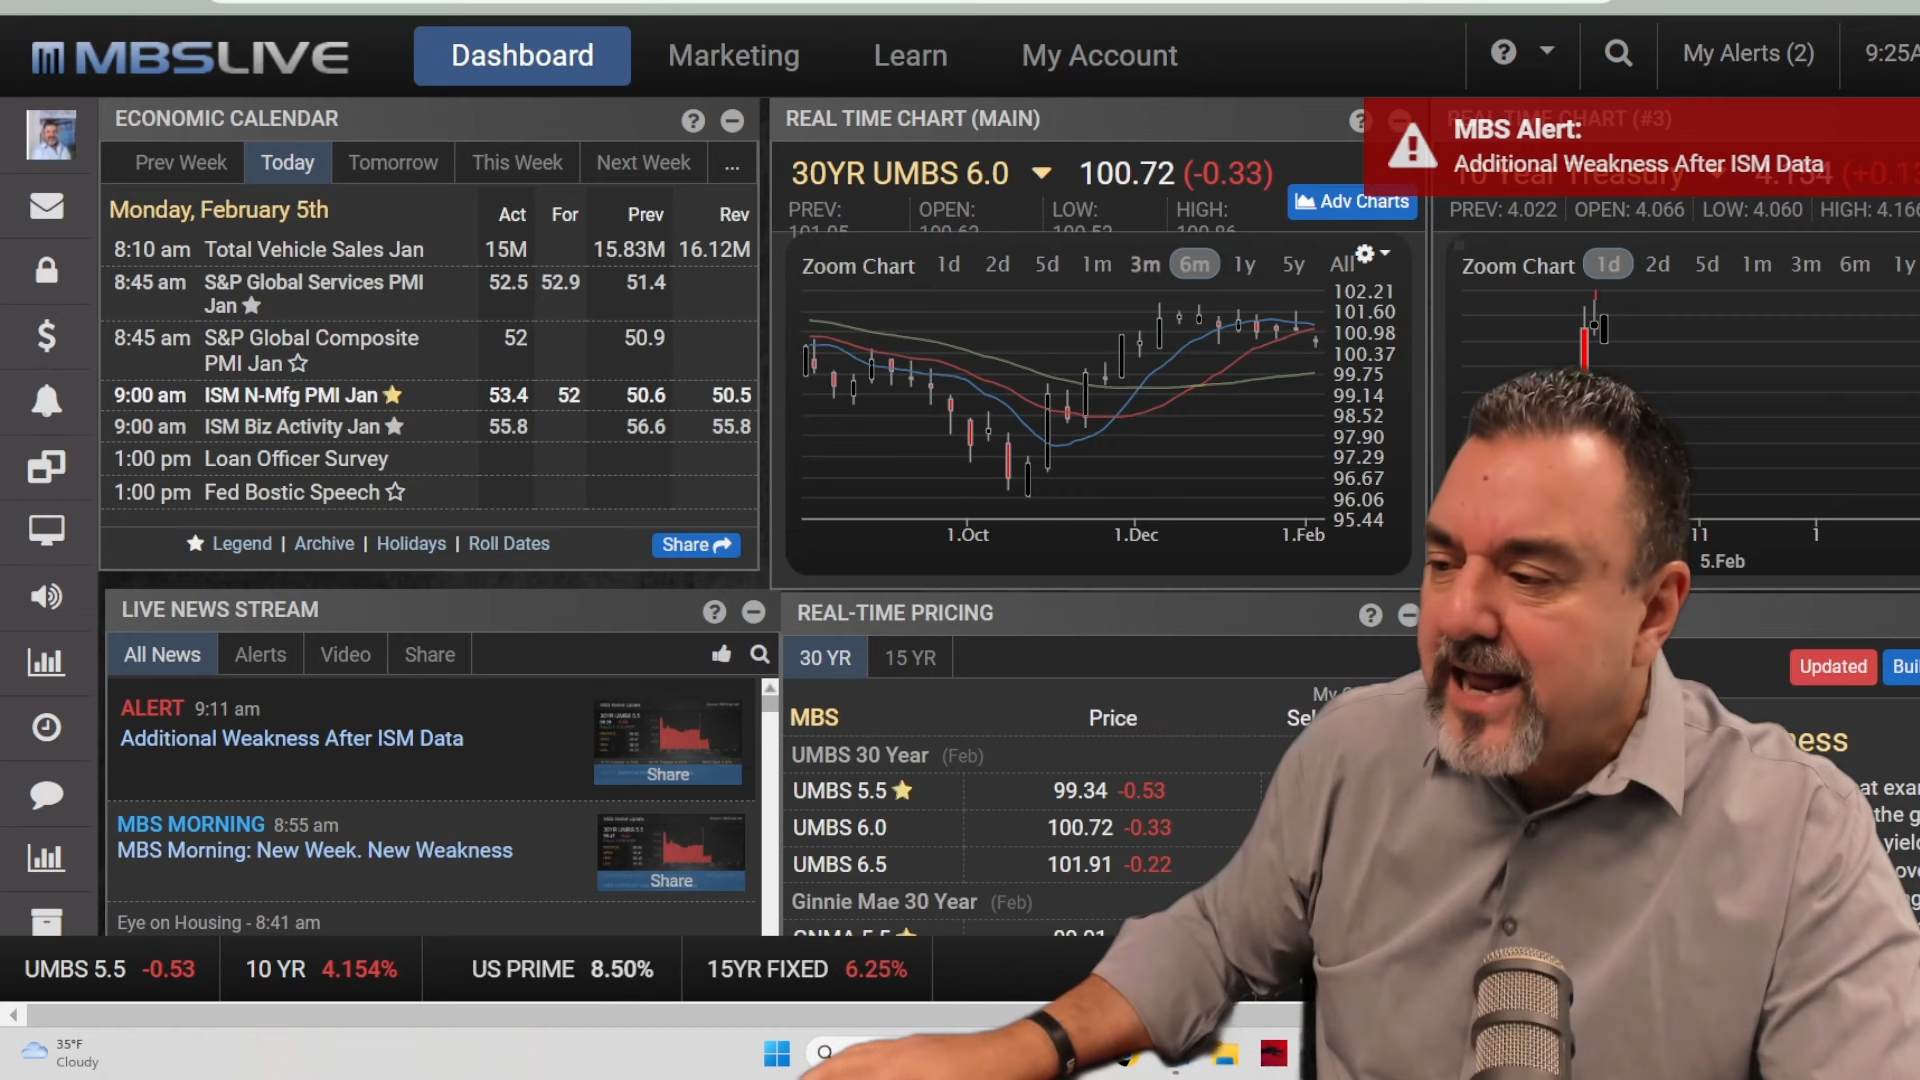 MBSLIVE
Dashboard
Marketing
Learn
My Account
My Alerts (2)
ECONOMIC CALENDAR
Prev Week Today Tomorrow This Week Next Week ...
Monday, February 5th Act For Prev Rev
8:10 am Total Vehicle Sales Jan 15M 15.83M 16.12M
8:45 am S&P Global Services PMI Jan 52.5 52.9 51.4
8:45 am S&P Global Composite PMI Jan 52 50.9
9:00 am ISM N-Mfg PMI Jan 53.4 52 50.6 50.5
9:00 am ISM Biz Activity Jan 55.8 56.6 55.8
1:00 pm Loan Officer Survey
1:00 pm Fed Bostic Speech
Legend | Archive | Holidays | Roll Dates Share
REAL TIME CHART (MAIN)
30YR UMBS 6.0 100.72 (-0.33)
Adv Charts
PREV: OPEN: LOW: HIGH:
Zoom Chart 1d 2d 5d 1m 3m 6m 1y 5y All
102.21
101.60
100.98
100.37
99.75
99.14
98.52
97.90
97.29
96.67
96.06
95.44
1.Oct 1.Dec 1.Feb
REAL TIME CHART (#3)
MBS Alert:
Additional Weakness After ISM Data
10 Year Treasury 4.154
PREV: 4.022 OPEN: 4.066 LOW: 4.060 HIGH:
Zoom Chart 1d 2d 5d 1m 3m 6m 1y
11 1
5.Feb
LIVE NEWS STREAM
All News Alerts Video Share
ALERT 9:11 am
Additional Weakness After ISM Data
Share
MBS MORNING 8:55 am
MBS Morning: New Week. New Weakness
Share
Eye on Housing - 8:41 am
REAL-TIME PRICING
30 YR 15 YR
MBS Price
UMBS 30 Year (Feb)
UMBS 5.5 99.34 -0.53
UMBS 6.0 100.72 -0.33
UMBS 6.5 101.91 -0.22
Ginnie Mae 30 Year (Feb)
Updated
UMBS 5.5 -0.53 10 YR 4.154% US PRIME 8.50% 15YR FIXED 6.25%
35°F
Cloudy